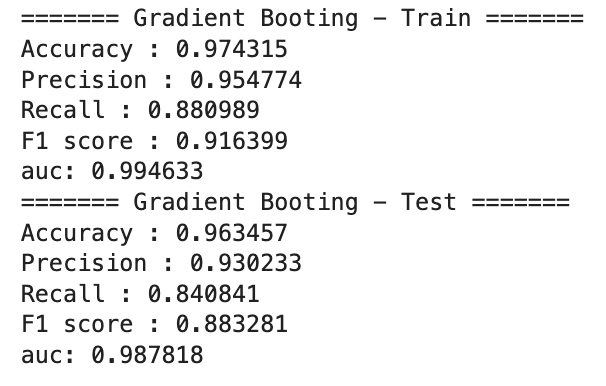 ======= Gradient Booting - Train =======
Accuracy : 0.974315
Precision : 0.954774
Recall : 0.880989
F1 score : 0.916399
auc: 0.994633
======= Gradient Booting - Test =======
Accuracy : 0.963457
Precision : 0.930233
Recall : 0.840841
F1 score : 0.883281
auc: 0.987818